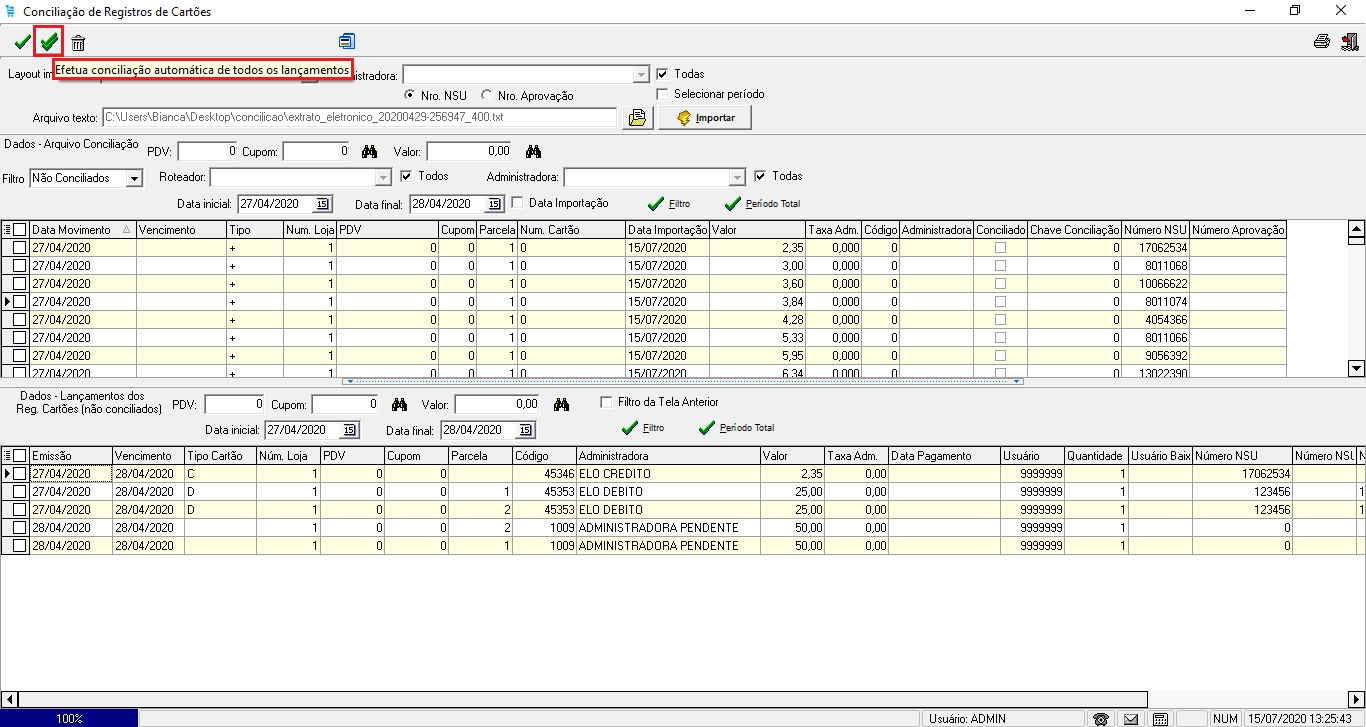 Conciliação de Registros de Cartões
Efetua conciliação automática de todos os lançamentos
Layout im
nistradora:
Todas
Nro. NSU
Nro. Aprovação
Selecionar período
Arquivo texto: C:\Users\Bianca\Desktop\concilicao\extrato_eletronico_20200429-256947_400.txt
Importar
Dados - Arquivo Conciliação PDV: 0 Cupom: 0 Valor: 0,00
Filtro Não Conciliados Roteador: Todos Administradora: Todas
Data inicial: 27/04/2020 15 Data final: 28/04/2020 15 Data Importação Filtro Período Total
Data Movimento Vencimento Tipo Num. Loja PDV Cupom Parcela Num. Cartão Data Importação Valor Taxa Adm. Código Administradora Conciliado Chave Conciliação Número NSU Número Aprovação
27/04/2020 + 1 0 0 1 0 15/07/2020 2,35 0,000 0 0 17062534
27/04/2020 + 1 0 0 1 0 15/07/2020 3,00 0,000 0 0 8011068
27/04/2020 + 1 0 0 1 0 15/07/2020 3,60 0,000 0 0 10066622
27/04/2020 + 1 0 0 1 0 15/07/2020 3,84 0,000 0 0 8011074
27/04/2020 + 1 0 0 1 0 15/07/2020 4,28 0,000 0 0 4054366
27/04/2020 + 1 0 0 1 0 15/07/2020 5,33 0,000 0 0 8011066
27/04/2020 + 1 0 0 1 0 15/07/2020 5,95 0,000 0 0 9056392
27/04/2020 + 1 0 0 1 0 15/07/2020 6,34 0,000 0 0 13022390
Dados - Lançamentos dos
Reg. Cartões (não conciliados)
PDV: 0 Cupom: 0 Valor: 0,00 Filtro da Tela Anterior
Data inicial: 27/04/2020 15 Data final: 28/04/2020 15 Filtro Período Total
Emissão Vencimento Tipo Cartão Núm. Loja PDV Cupom Parcela Código Administradora Valor Taxa Adm. Data Pagamento Usuário Quantidade Usuário Baix Número NSU Número NSU N
27/04/2020 28/04/2020 C 1 0 0 45346 ELO CREDITO 2,35 0,00 9999999 1 17062534
27/04/2020 28/04/2020 D 1 0 0 1 45353 ELO DEBITO 25,00 0,00 9999999 1 123456 1
27/04/2020 28/04/2020 D 1 0 0 2 45353 ELO DEBITO 25,00 0,00 9999999 1 123456 1
28/04/2020 28/04/2020 1 0 0 2 1009 ADMINISTRADORA PENDENTE 50,00 0,00 9999999 1 0
28/04/2020 28/04/2020 1 0 0 1 1009 ADMINISTRADORA PENDENTE 50,00 0,00 9999999 1 0
100% Usuário: ADMIN NUM 15/07/2020 13:25:43